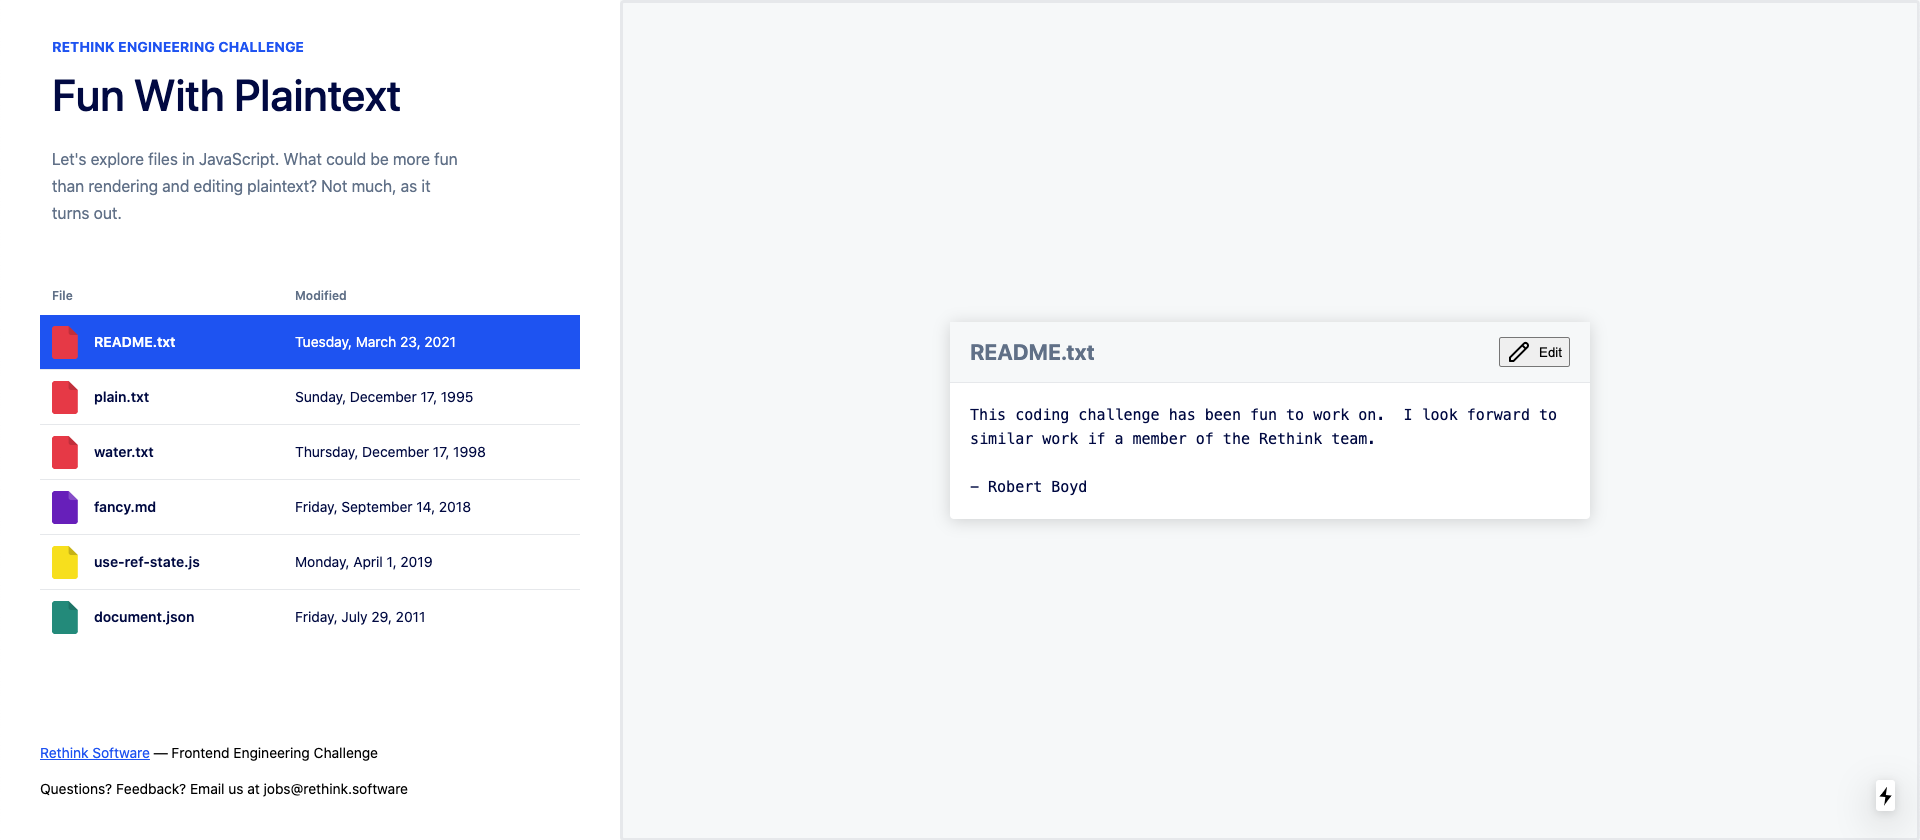 RETHINK ENGINEERING CHALLENGE
Fun With Plaintext
Let's explore files in JavaScript. What could be more fun
than rendering and editing plaintext? Not much, as it
turns out.
File Modified
README.txt Tuesday, March 23, 2021
plain.txt Sunday, December 17, 1995
water.txt Thursday, December 17, 1998
fancy.md Friday, September 14, 2018
use-ref-state.js Monday, April 1, 2019
document.json Friday, July 29, 2011
Rethink Software — Frontend Engineering Challenge
Questions? Feedback? Email us at jobs@rethink.software
README.txt
Edit
This coding challenge has been fun to work on.  I look forward to
similar work if a member of the Rethink team.
– Robert Boyd